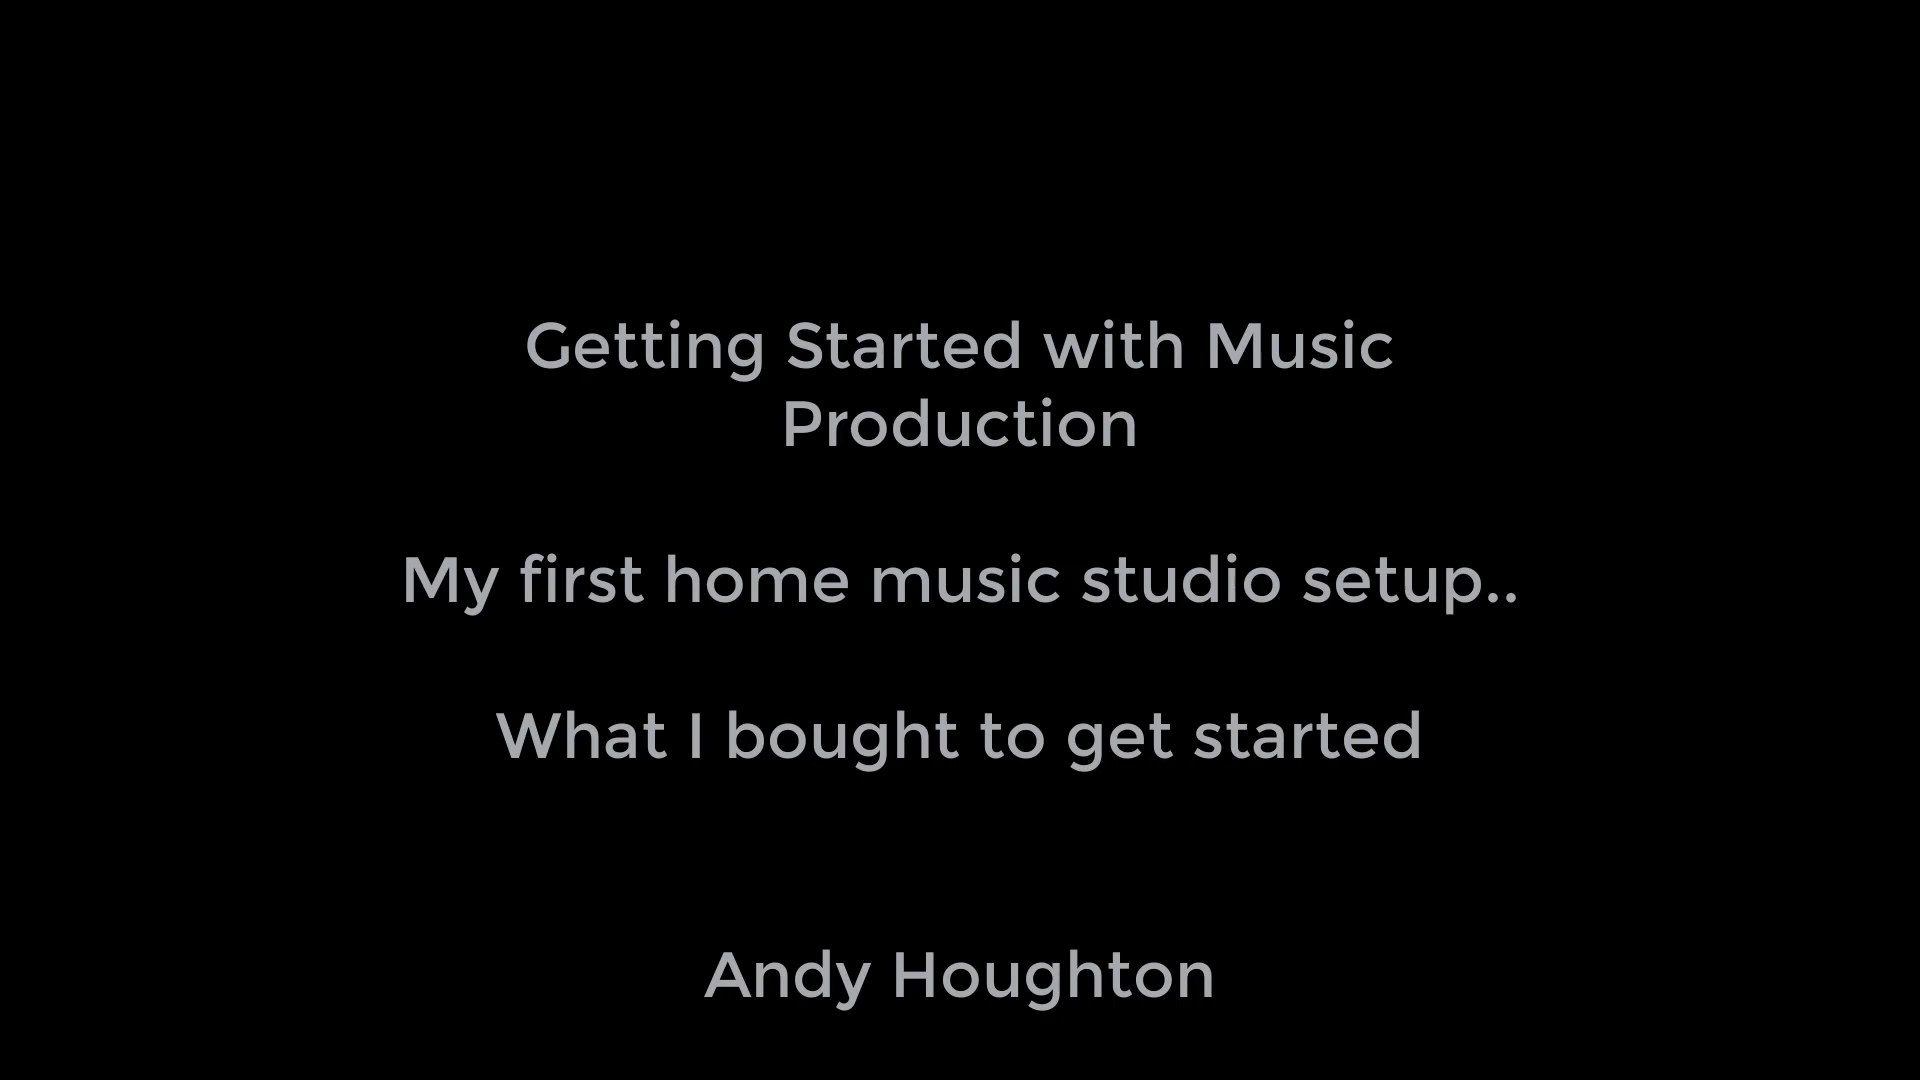 Getting Started with Music
Production
My first home music studio setup..
What I bought to get started
Andy Houghton